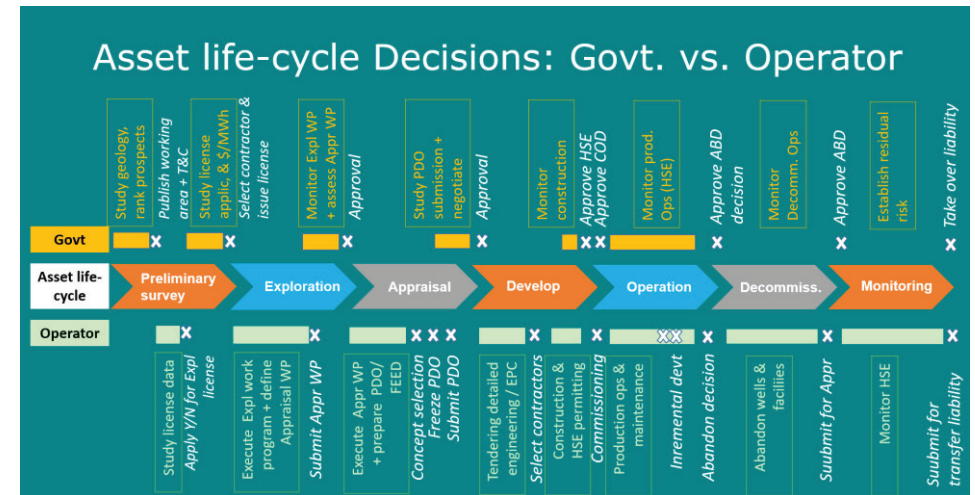 Asset life-cycle Decisions: Govt. vs. Operator
Study geology,
rank prospects
Publish working
area + T&C
Study license
applic, & $/MWh
Select contractor &
issue license
Monitor Expl WP
+ assess Appr WP
Approval
Study PDO
submission +
negotiate
Approval
Monitor
construction
Approve HSE
Approve COD
Monitor prod.
Ops (HSE)
Approve ABD
decision
Monitor
Decomm. Ops
Approve ABD
Establish residual
risk
Take over liability
Govt
Asset life-
cycle
Preliminary
survey
Exploration
Appraisal
Develop
Operation
Decommiss.
Monitoring
Operator
Study license data
Apply Y/N for Expl
license
Execute Expl work
program + define
Appraisal WP
Submit Appr WP
Execute Appr WP
+ prepare PDO/
FEED
Concept selection
Freeze PDO
Submit PDO
Tendering detailed
engineering / EPC
Select contractors
Construction &
HSE permitting
Commissioning
Production ops &
maintenance
Inremental devt
Abandon decision
Abandon wells &
faciliies
Suubmit for Appr
Monitor HSE
Suubmit for
transfer liability